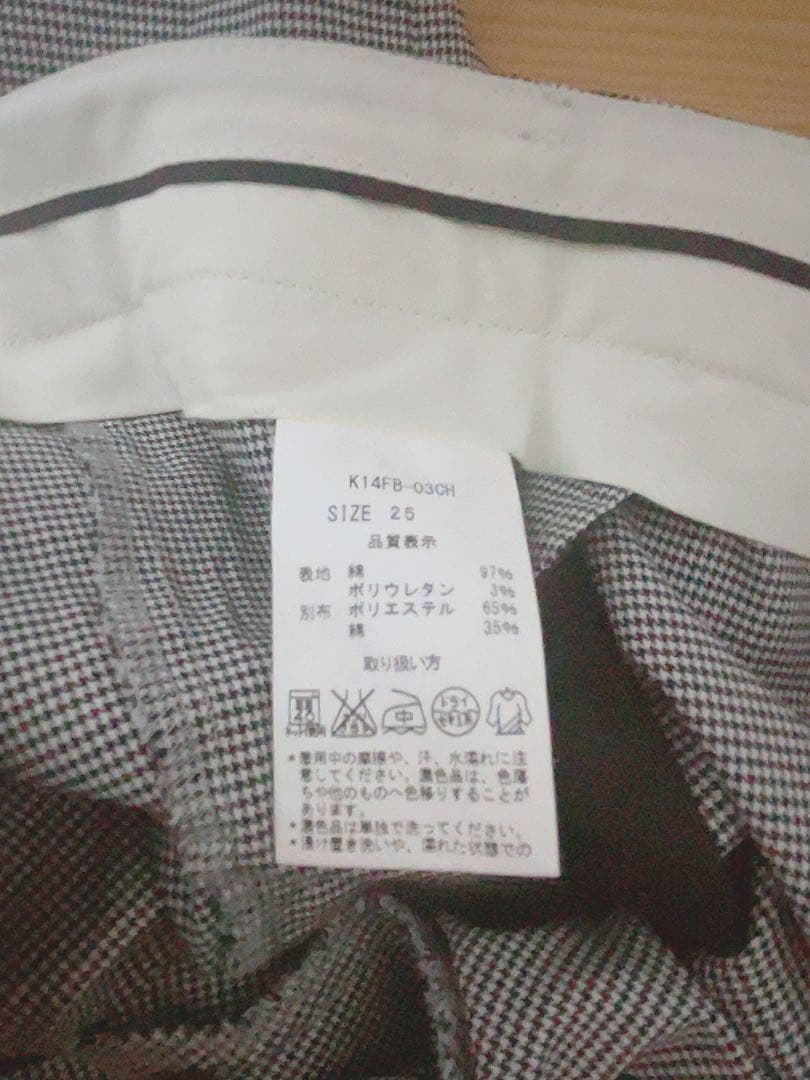 K14FB-03CH
SIZE 25
品質表示
表地 綿 97%
ポリウレタン 3%
別布 ポリエステル 65%
綿 35%
取り扱い方
中 ドライ
*着用中の摩擦や、汗、水濡れに注
意してください。濃色品は、色落
ちや他のものへ色移りすることが
あります。
*濃色品は単独で洗ってください。
*漬け置き洗いや、濡れた状態での